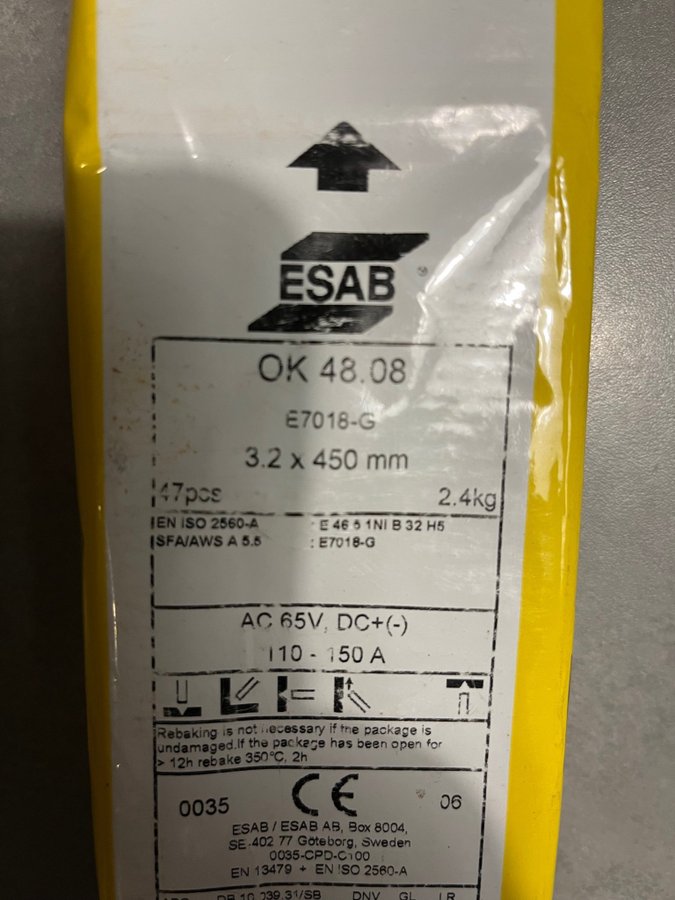 ESAB ®
OK 48.08
E7018-G
3.2 x 450 mm
47pcs 2.4kg
EN ISO 2560-A : E 46 5 1NI B 32 H5
SFA/AWS A 5.5 : E7018-G
AC 65V, DC+(-)
110 - 150 A
Rebaking is not necessary if the package is
undamaged.If the package has been open for
> 12h rebake 350°C, 2h
0035 CE 06
ESAB / ESAB AB, Box 8004,
SE-402 77 Göteborg, Sweden
0035-CPD-C100
EN 13479 + EN ISO 2560-A
DNV GL LR